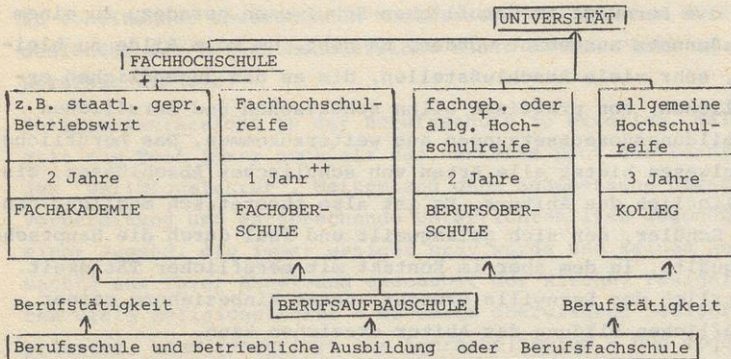 UNIVERSITÄT
FACHHOCHSCHULE
z.B. staatl. gepr
Betriebswirt
2 Jahre
FACHAKADEMIE
Fachhochschul-
reife
1 Jahr ++
FACHOBER-
SCHULE
fachgeb. oder
allg.+ Hoch
schulreife
2 Jahre
BERUFSOBER-
SCHULE
allgemeine
Hochschul
reife
3 Jahre
KOLLEG
Berufstätigkeit
BERUFSAUFBAUSCHULE
Berufstätigkeit
Berufsschule und betriebliche Ausbildung oder Berufsfachschule